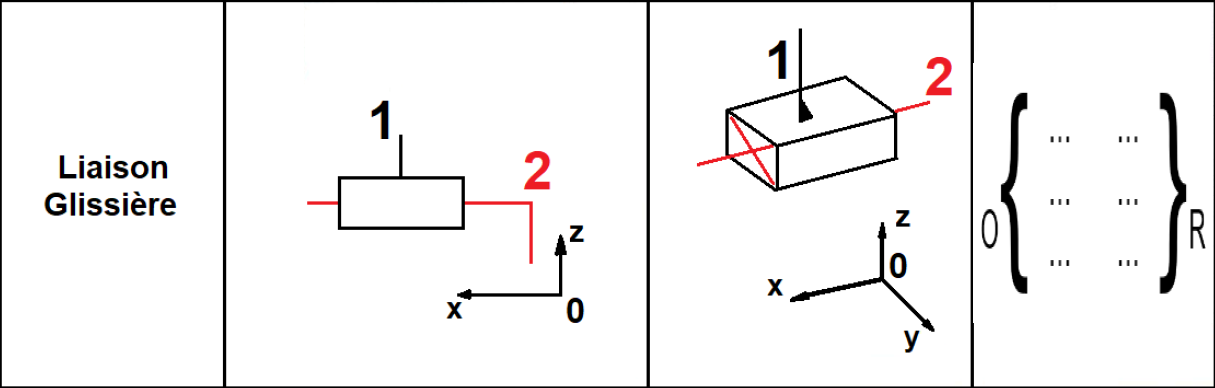 Liaison
Glissière
1
2
z
x
0
1
2
z
0
x
y
... ...
... ...
O { } R
... ...